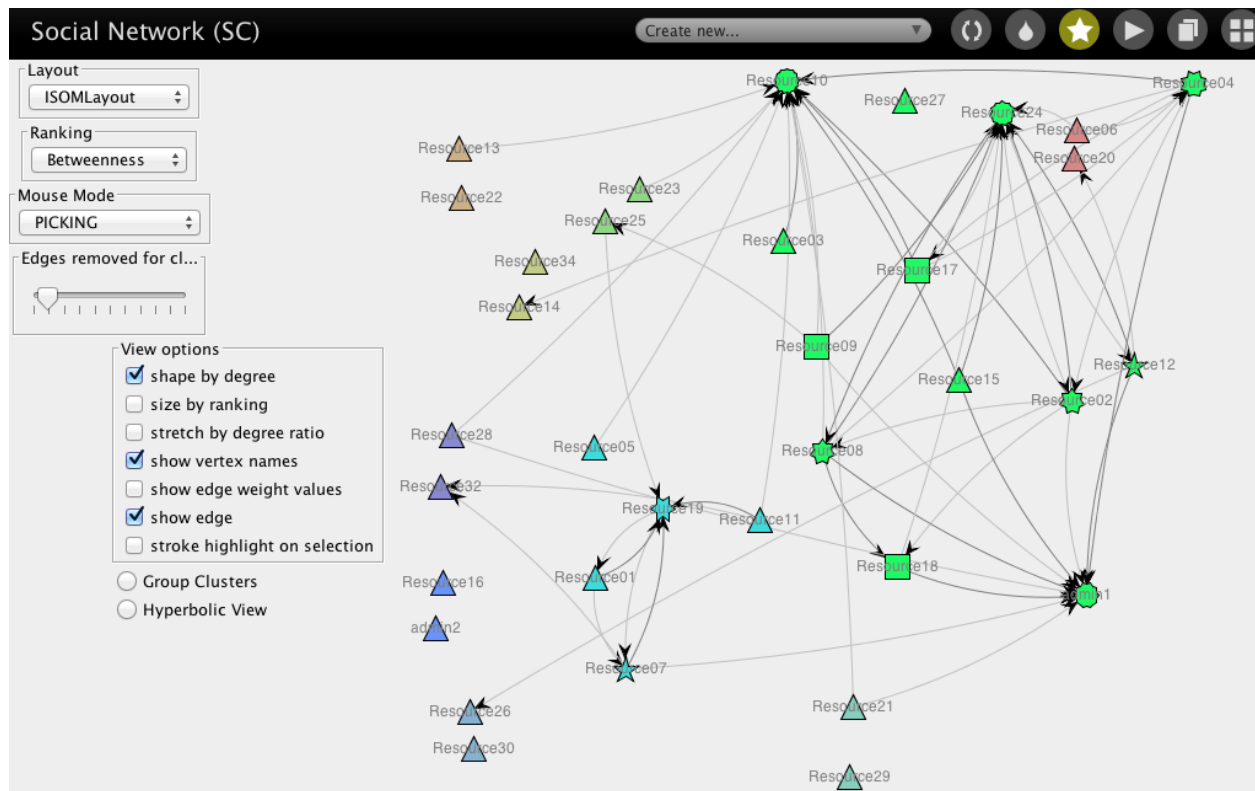 Social Network (SC)
Create new...
Layout
ISOMLayout
Ranking
Betweenness
Mouse Mode
PICKING
Edges removed for cl...
View options
shape by degree
size by ranking
stretch by degree ratio
show vertex names
show edge weight values
show edge
stroke highlight on selection
Group Clusters
Hyperbolic View
Resource10
Resource04
Resource27
Resource24
Resource06
Resource13
Resource20
Resource22
Resource23
Resource25
Resource03
Resource34
Resource17
Resource14
Resource09
Resource12
Resource15
Resource02
Resource28
Resource05
Resource08
Resource32
Resource19
Resource11
Resource16
Resource01
Resource18
admin1
admin2
Resource07
Resource26
Resource21
Resource30
Resource29